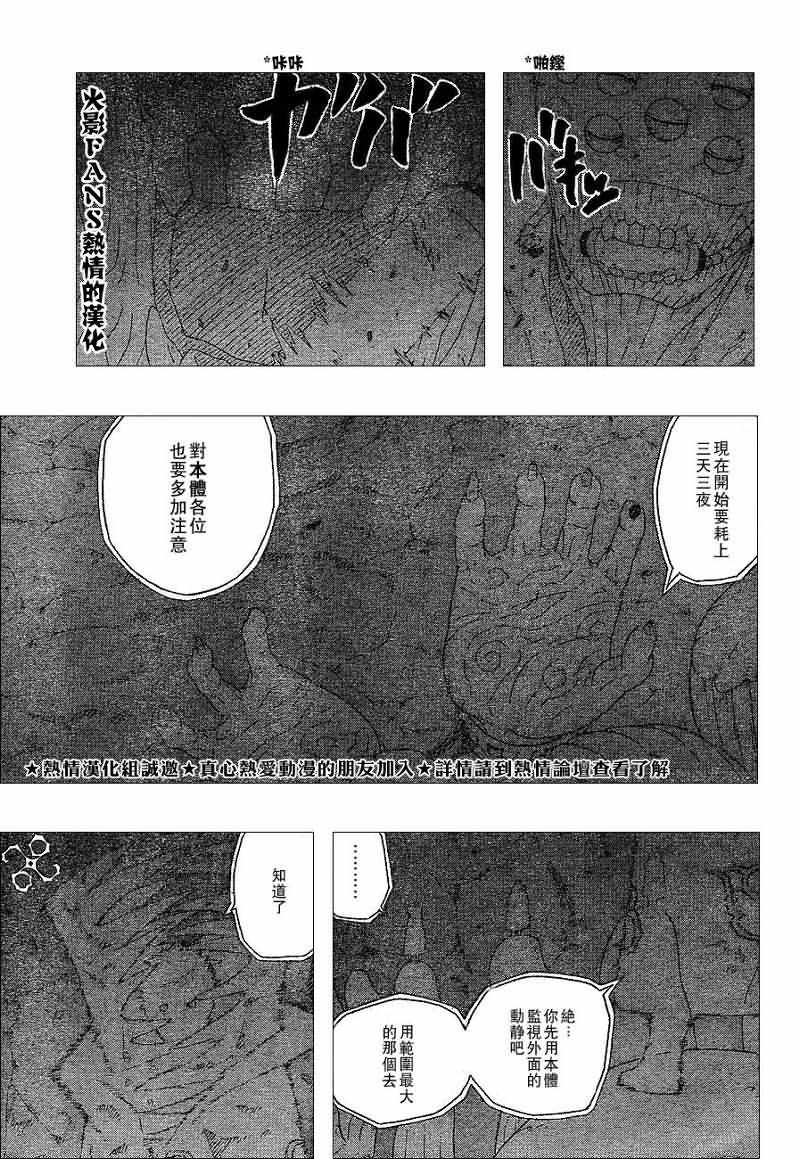 *啪鏗
バキッ
*咔咔
ガバッ
火影FANS熱情的漢化
現在開始要耗上
三天三夜
對本體各位
也要多加注意
★熱情漢化組誠邀★真心熱愛動漫的朋友加入★詳情請到熱情論壇查看了解
………
絶…
你先用本體
監視外面的
動靜吧
用範圍最大
的那個去
知道了